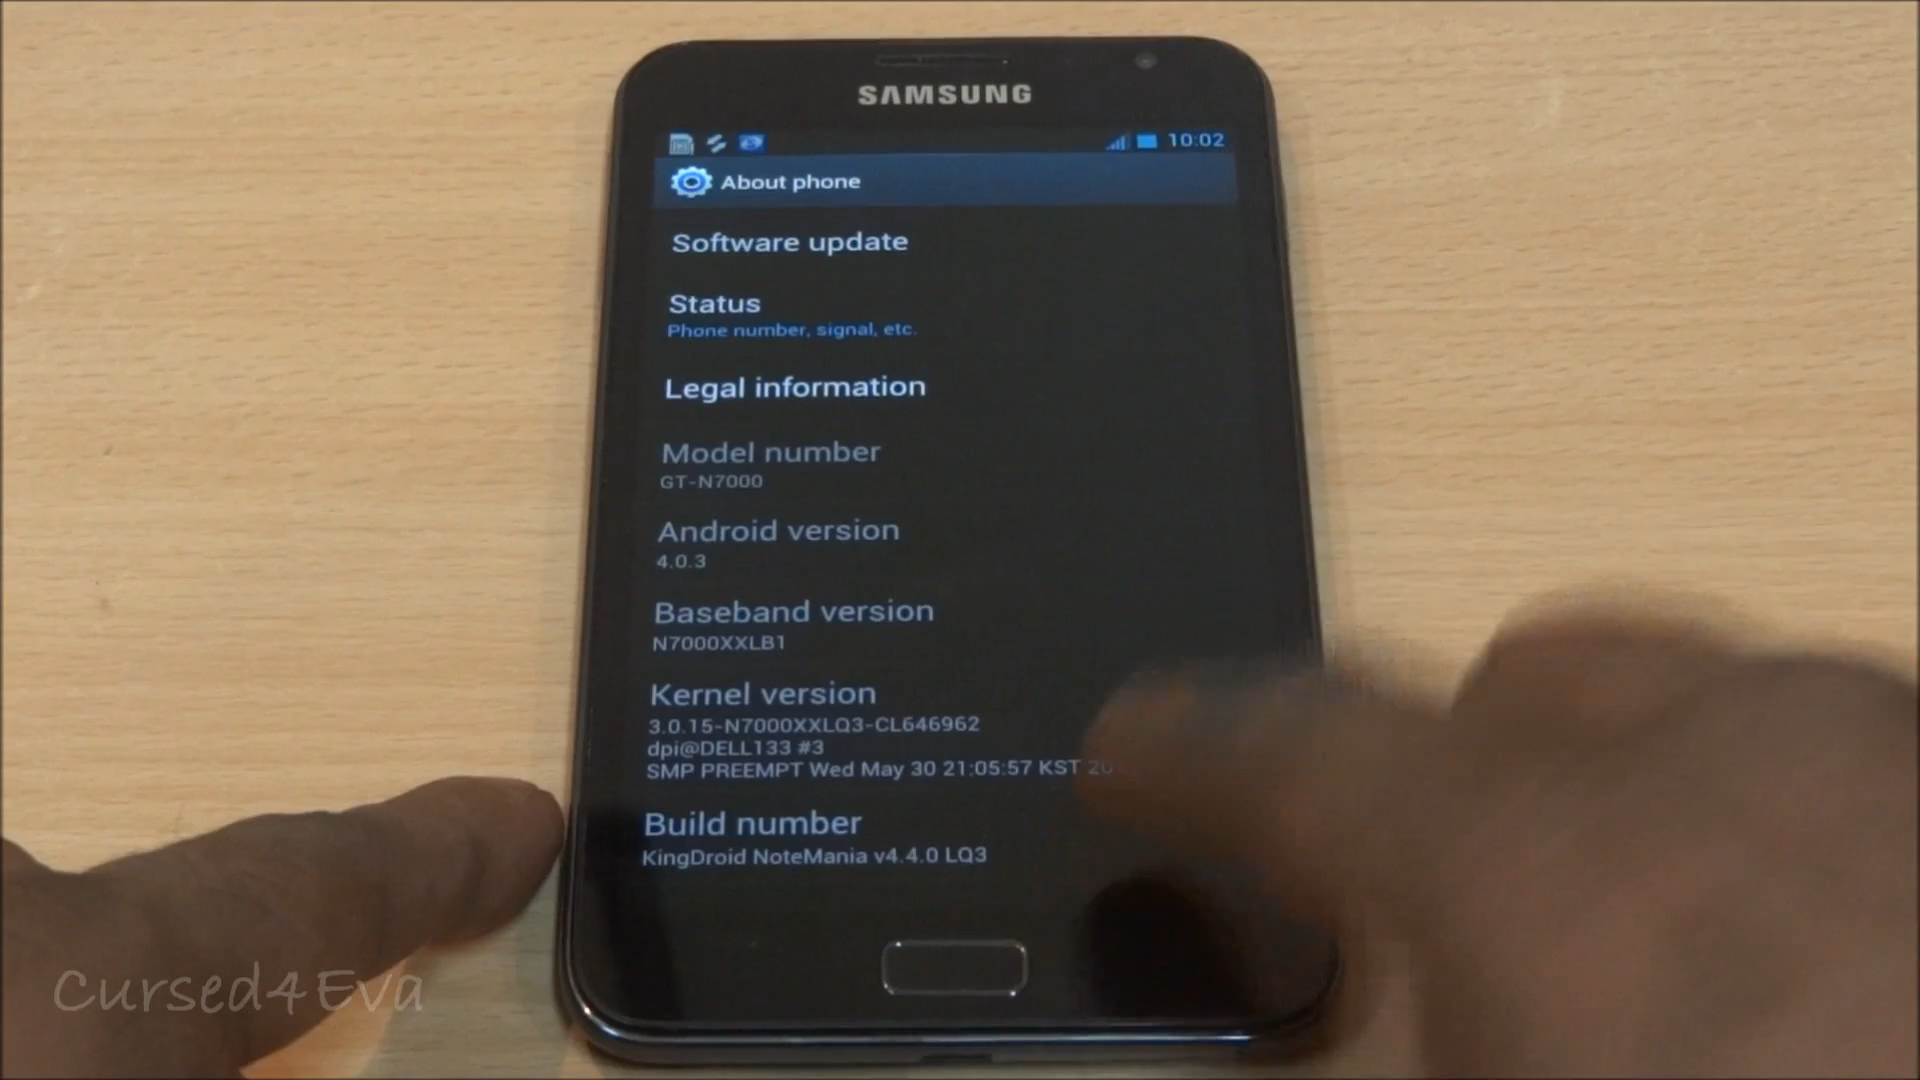 SAMSUNG
10:02
About phone
Software update
Status
Phone number, signal, etc.
Legal information
Model number
GT-N7000
Android version
4.0.3
Baseband version
N7000XXLB1
Kernel version
3.0.15-N7000XXLQ3-CL646962
dpi@DELL133 #3
SMP PREEMPT Wed May 30 21:05:57 KST
Build number
KingDroid NoteMania v4.4.0 LQ3
Cursed4Eva